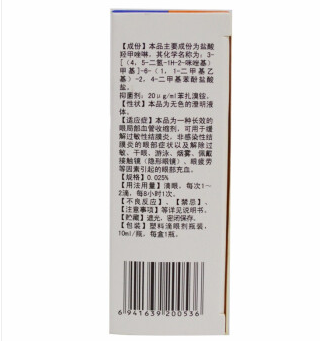 【成份】本品主要成份为盐酸
羟甲唑啉，其化学名称为：3-
[（4，5-二氢-1H-2-咪唑基）
甲基]-6-（1，1-二甲基乙
基）-2，4-二甲基苯酚盐酸
盐。
抑菌剂：20μg/ml苯扎溴铵。
【性状】本品为无色的澄明液
体。
【适应症】本品为一种长效的
眼局部血管收缩剂，可用于缓
解过敏性结膜炎，非感染性结
膜炎的眼部症状以及解除过
敏、干眼、游泳、烟雾、佩戴
接触镜（隐形眼镜）、眼疲劳
等因素引起的眼部充血。
【规格】0.025%
【用法用量】滴眼，每次1～
2滴，每6小时1次。
【不良反应】、【禁忌】、
【注意事项】等详见说明书。
【贮藏】遮光，密闭保存。
【包装】塑料滴眼剂瓶装，
10ml/瓶，每盒1瓶。
6 941639 200536